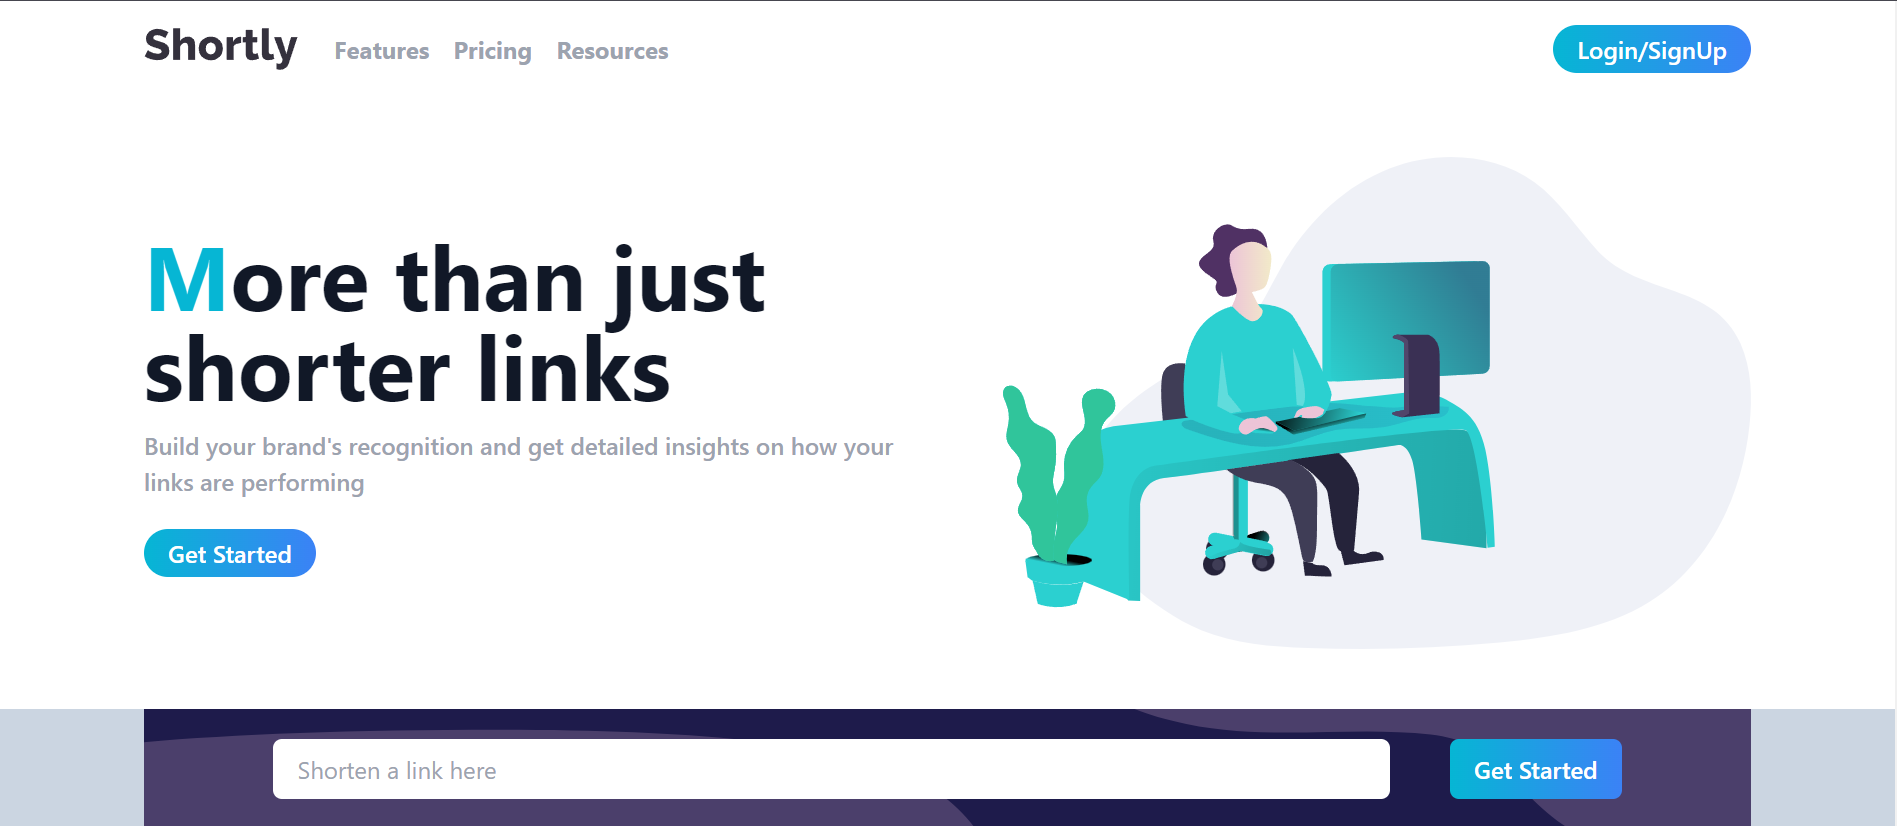 Shortly Features Pricing Resources Login/SignUp
More than just
shorter links
Build your brand's recognition and get detailed insights on how your
links are performing
Get Started
Shorten a link here Get Started